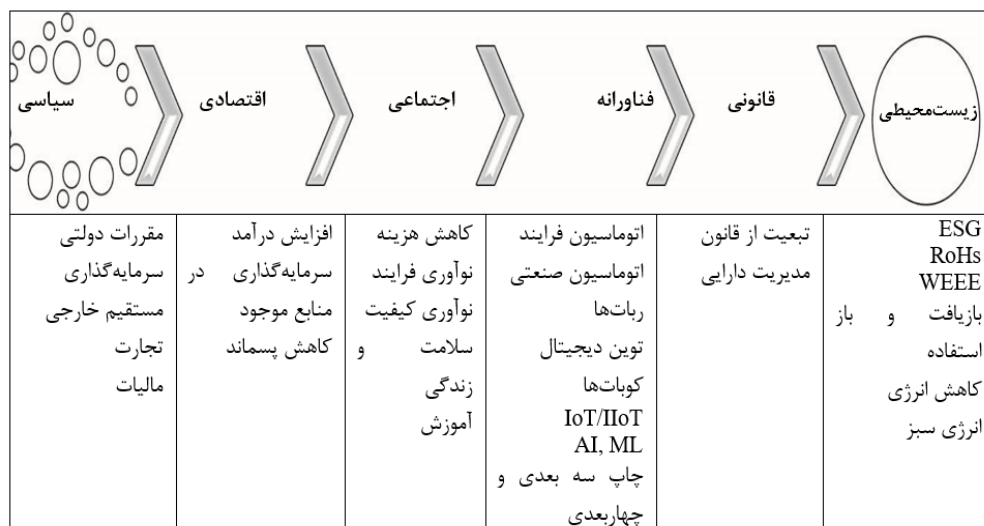 سیاسی
اقتصادی
اجتماعی
فناورانه
قانونی
زیست‌محیطی
مقررات دولتی
سرمایه‌گذاری
مستقیم خارجی
تجارت
مالیات
افزایش درآمد
سرمایه‌گذاری در
منابع موجود
کاهش پسماند
کاهش هزینه
نوآوری فرایند
نوآوری کیفیت
سلامت و
زندگی
آموزش
اتوماسیون فرایند
اتوماسیون صنعتی
ربات‌ها
توین دیجیتال
کوبات‌ها
IoT/IIoT
AI, ML
چاپ سه بعدی و
چهاربعدی
تبعیت از قانون
مدیریت دارایی
ESG
RoHs
WEEE
بازیافت و باز
استفاده
کاهش انرژی
انرژی سبز